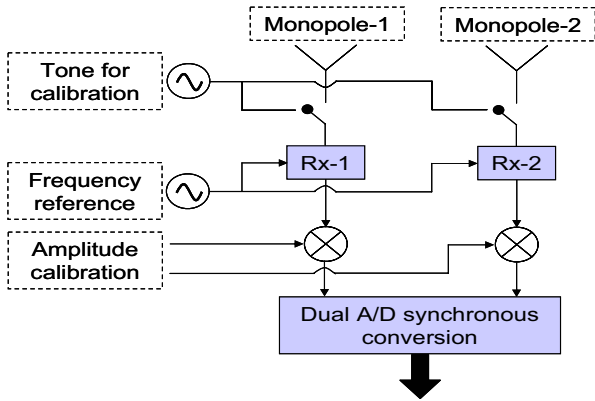 Monopole-1
Monopole-2
Tone for
calibration
Rx-1
Rx-2
Frequency
reference
Amplitude
calibration
Dual A/D synchronous
conversion